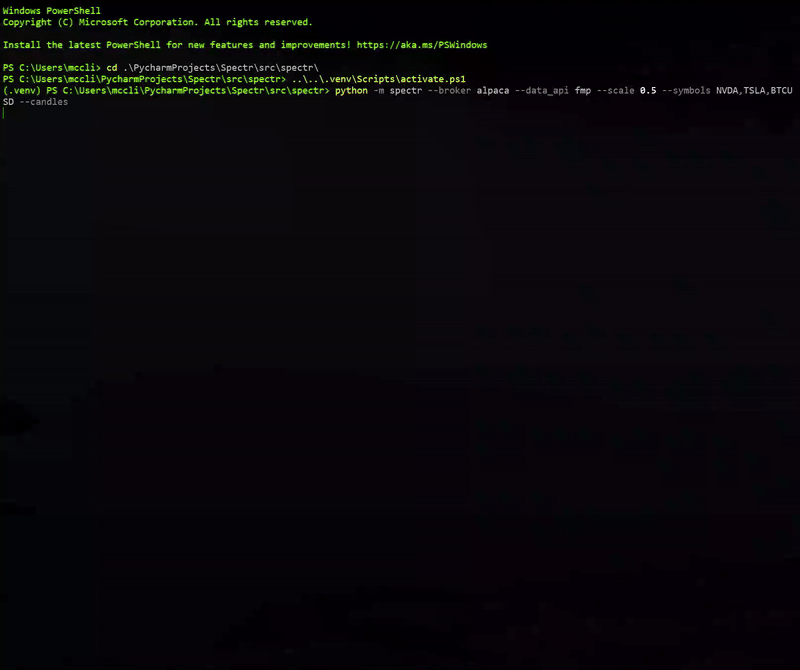 Windows PowerShell
Copyright (C) Microsoft Corporation. All rights reserved.
Install the latest PowerShell for new features and improvements! https://aka.ms/PSWindows
PS C:\Users\mccli> cd .\PycharmProjects\Spectr\src\spectr\
PS C:\Users\mccli\PycharmProjects\Spectr\src\spectr> ..\..\.venv\Scripts\activate.ps1
(.venv) PS C:\Users\mccli\PycharmProjects\Spectr\src\spectr> python -m spectr --broker alpaca --data_api fmp --scale 0.5 --symbols NVDA,TSLA,BTCU
SD --candles